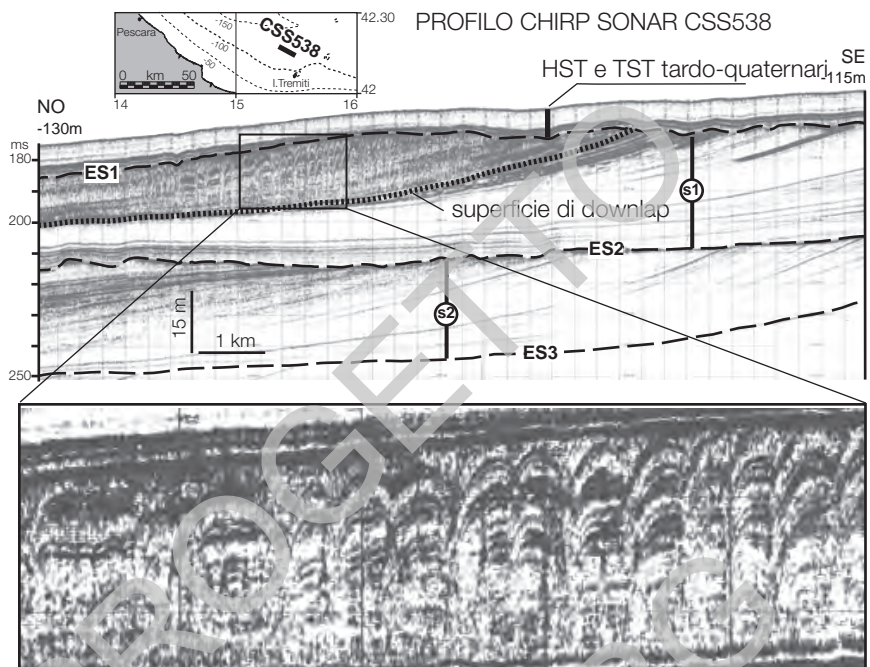 PROFILO CHIRP SONAR CSS538
42.30
Pescara
-150
-100
-50
CSS538
0 km 50
I.Tremiti
42
14 15 16
HST e TST tardo-quaternari
SE
-115m
NO
-130m
ms
180
ES1
s1
superficie di downlap
200
ES2
15 m
1 km
s2
ES3
250
PROGETTO